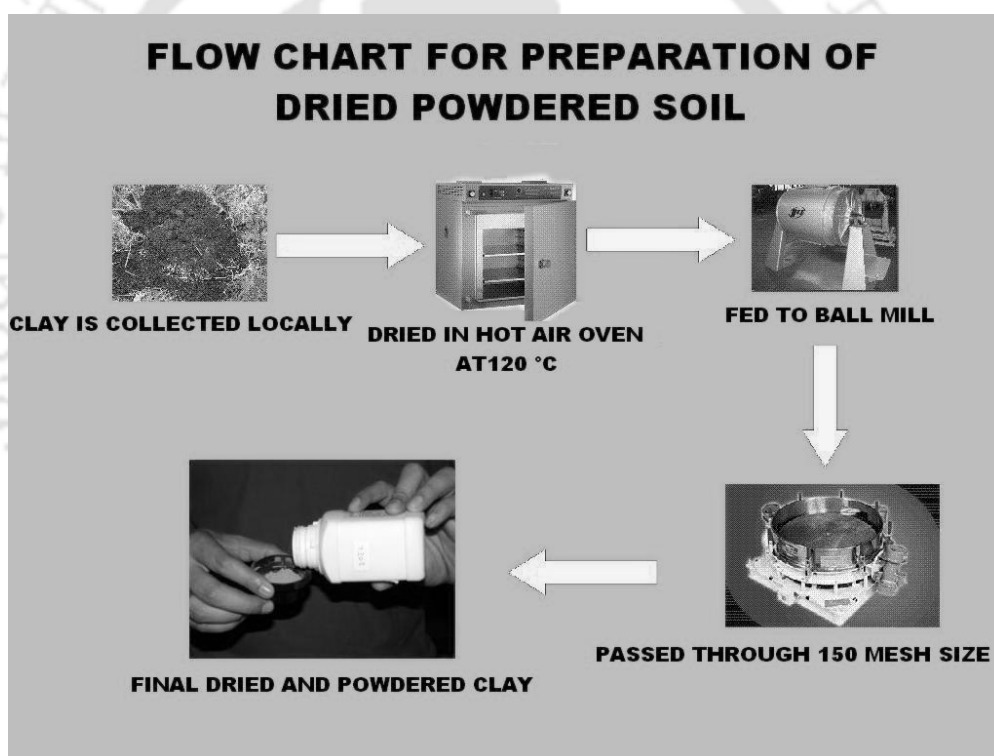 FLOW CHART FOR PREPARATION OF
DRIED POWDERED SOIL
CLAY IS COLLECTED LOCALLY
DRIED IN HOT AIR OVEN
AT120 °C
FED TO BALL MILL
PASSED THROUGH 150 MESH SIZE
FINAL DRIED AND POWDERED CLAY